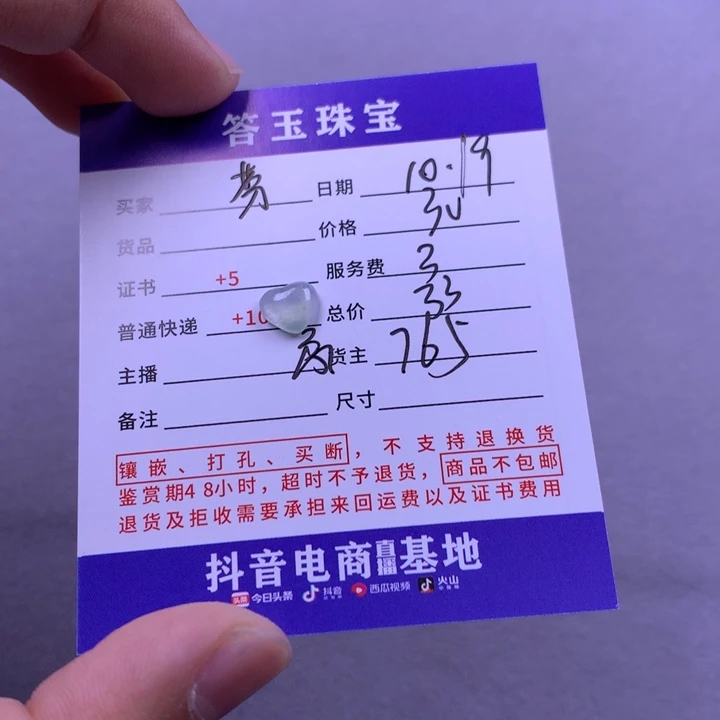 答玉珠宝
买家 日期 10.19
货品 价格 30
证书 +5 服务费 3
普通快递 +10 总价 33
主播 货主 765
备注 尺寸
镶嵌、打孔、买断，不支持退换货
鉴赏期48小时，超时不予退货，商品不包邮
退货及拒收需要承担来回运费以及证书费用
抖音电商直播基地
头条 今日头条 抖音 西瓜视频 火山